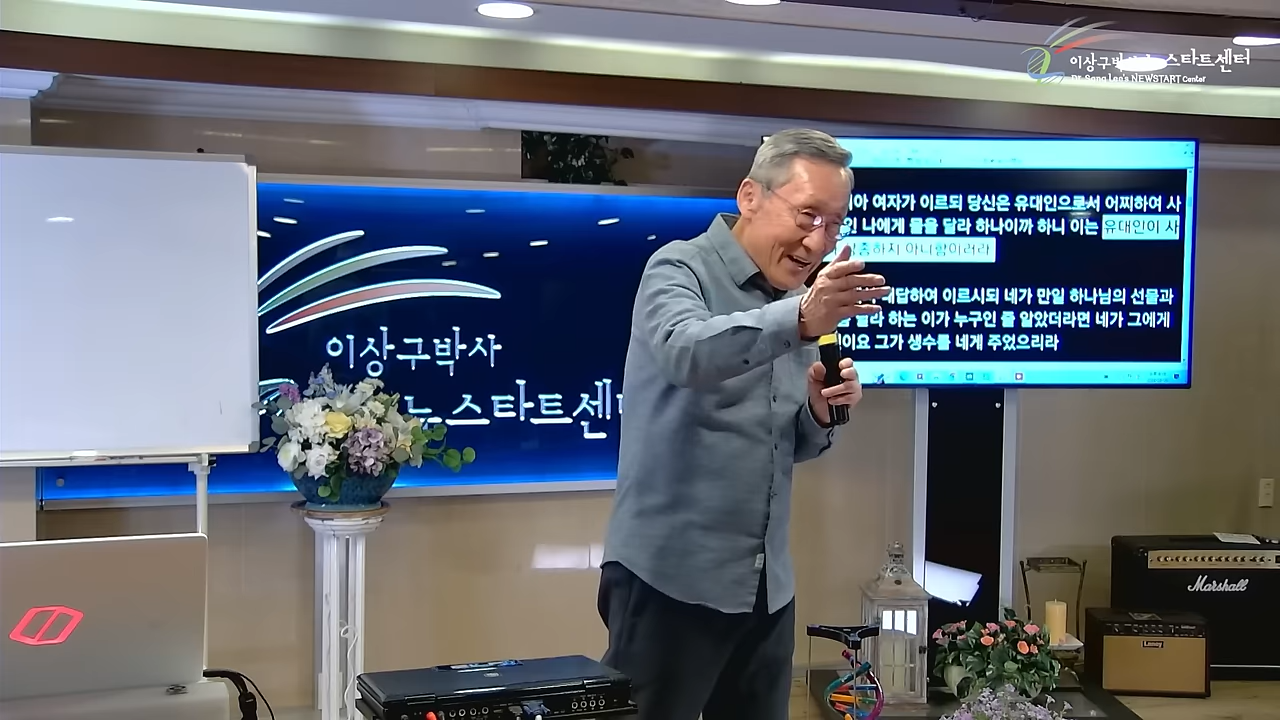 이상구박사 뉴스타트센터
Dr. Sang Lee's NEWSTART Center
이상구박사
뉴스타트센
여자가 이르되 당신은 유대인으로서 어찌하여 사
나에게 물을 달라 하나이까 하니 이는 유대인이 사
상종하지 아니함이러라
대답하여 이르시되 네가 만일 하나님의 선물과
달라 하는 이가 누구인 줄 알았더라면 네가 그에게
그가 생수를 네게 주었으리라
Marshall
Laney